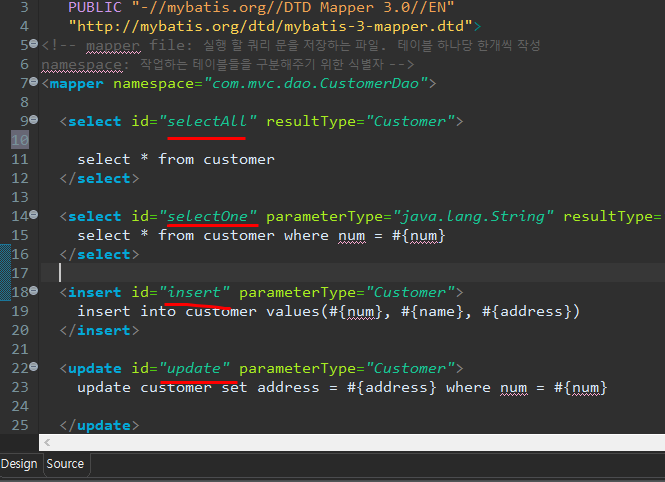 3 PUBLIC "-//mybatis.org//DTD Mapper 3.0//EN"
4 "http://mybatis.org/dtd/mybatis-3-mapper.dtd">
5 <!-- mapper file: 실행 할 쿼리 문을 저장하는 파일. 테이블 하나당 한개씩 작성
6 namespace: 작업하는 테이블들을 구분해주기 위한 식별자 -->
7 <mapper namespace="com.mvc.dao.CustomerDao">
8
9 <select id="selectAll" resultType="Customer">
10
11 select * from customer
12 </select>
13
14 <select id="selectOne" parameterType="java.lang.String" resultType=
15 select * from customer where num = #{num}
16 </select>
17
18 <insert id="insert" parameterType="Customer">
19 insert into customer values(#{num}, #{name}, #{address})
20 </insert>
21
22 <update id="update" parameterType="Customer">
23 update customer set address = #{address} where num = #{num}
24
25 </update>
Design Source